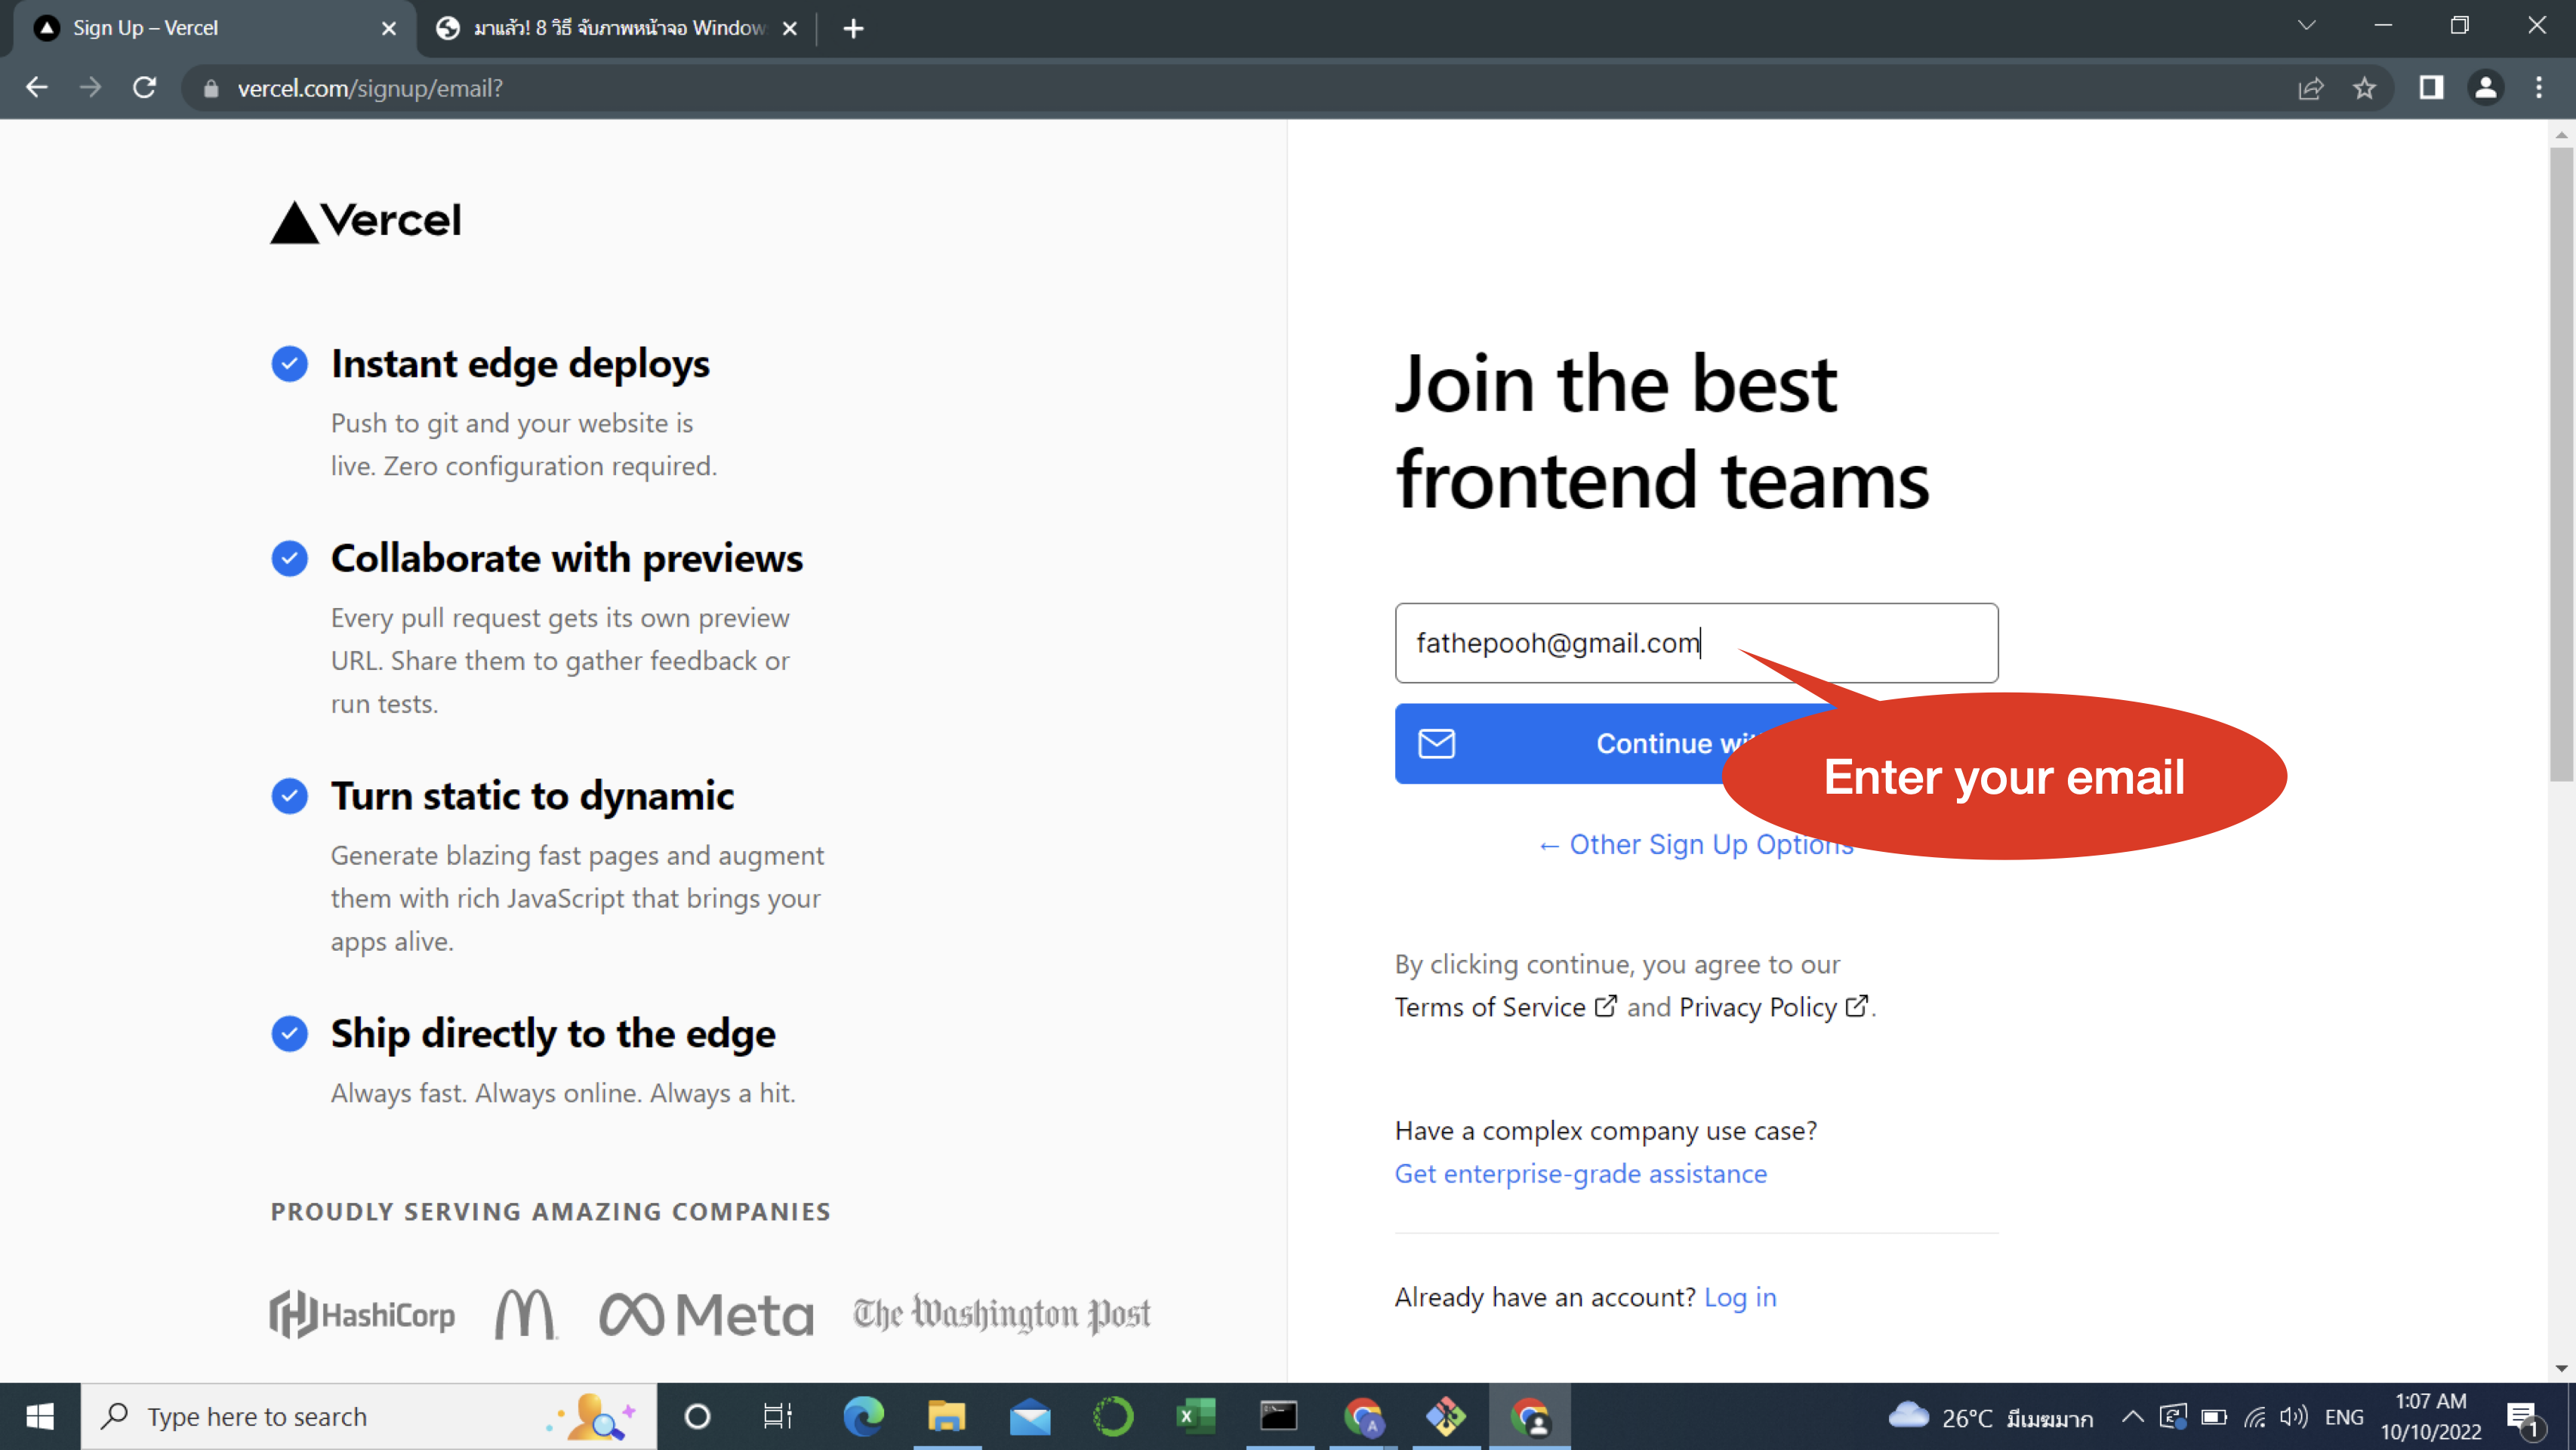 Sign Up – Vercel
มาแล้ว! 8 วิธี จับภาพหน้าจอ Window
vercel.com/signup/email?
Vercel
Instant edge deploys
Push to git and your website is
live. Zero configuration required.
Collaborate with previews
Every pull request gets its own preview
URL. Share them to gather feedback or
run tests.
Turn static to dynamic
Generate blazing fast pages and augment
them with rich JavaScript that brings your
apps alive.
Ship directly to the edge
Always fast. Always online. Always a hit.
PROUDLY SERVING AMAZING COMPANIES
HashiCorp
Meta
The Washington Post
Join the best
frontend teams
fathepooh@gmail.com
Continue
Enter your email
← Other Sign Up Options
By clicking continue, you agree to our
Terms of Service and Privacy Policy.
Have a complex company use case?
Get enterprise-grade assistance
Already have an account? Log in
Type here to search
26°C มีเมฆมาก
ENG
1:07 AM
10/10/2022
1